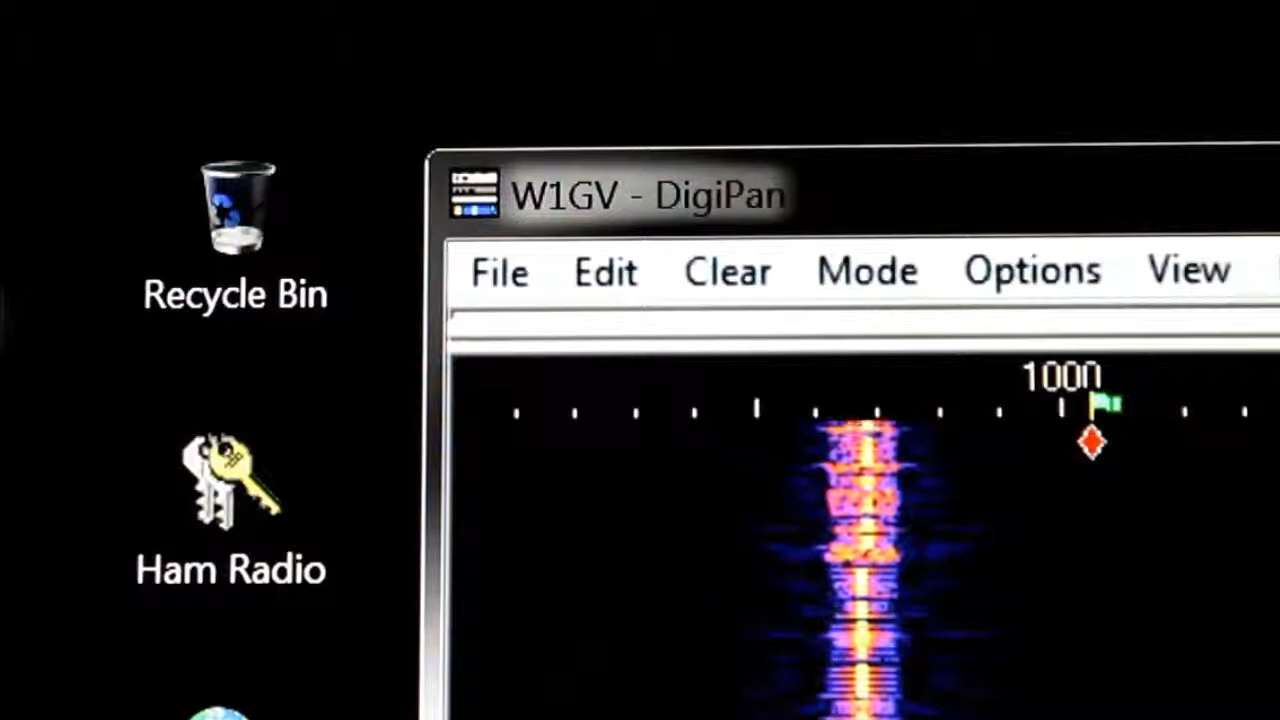 W1GV - DigiPan
File Edit Clear Mode Options View
Recycle Bin
1000
Ham Radio